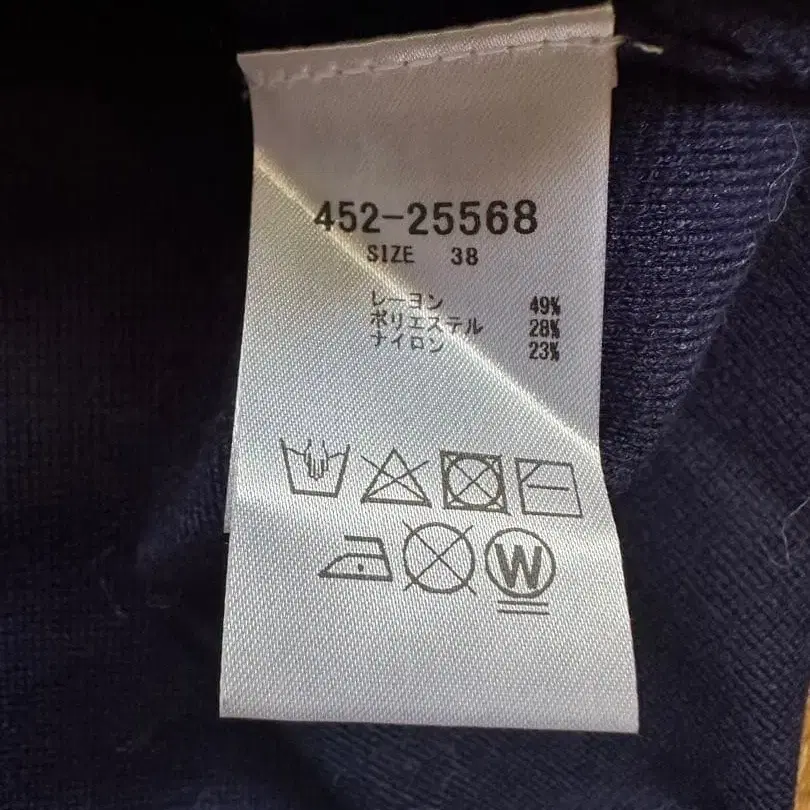 452-25568
SIZE 38
レーヨン 49%
ポリエステル 28%
ナイロン 23%
W